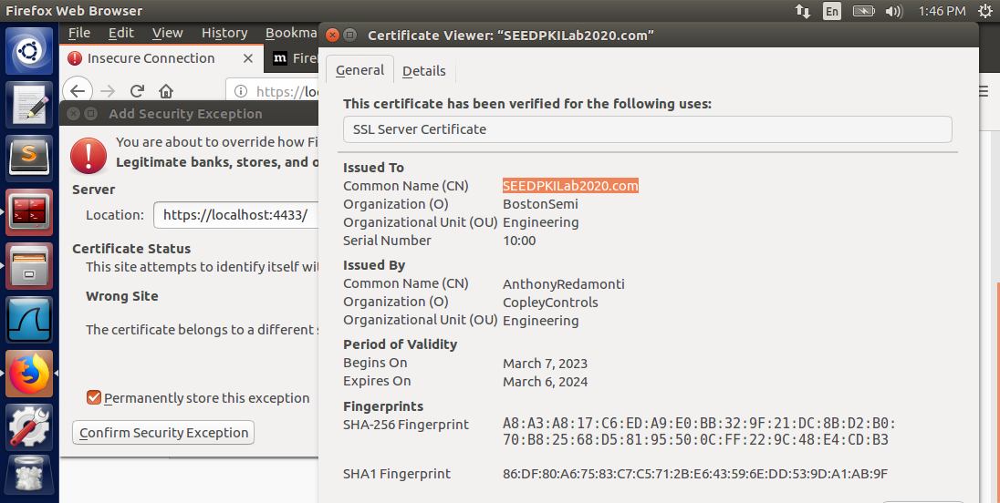 Firefox Web Browser
En
1:46 PM
File Edit View History Bookma
Insecure Connection
m Firef
https://lo
Add Security Exception
You are about to override how Fi
Legitimate banks, stores, and o
Server
Location: https://localhost:4433/
Certificate Status
This site attempts to identify itself wi
Wrong Site
The certificate belongs to a different s
Permanently store this exception
Confirm Security Exception
Certificate Viewer: “SEEDPKILab2020.com”
General Details
This certificate has been verified for the following uses:
SSL Server Certificate
Issued To
Common Name (CN) SEEDPKILab2020.com
Organization (O) BostonSemi
Organizational Unit (OU) Engineering
Serial Number 10:00
Issued By
Common Name (CN) AnthonyRedamonti
Organization (O) CopleyControls
Organizational Unit (OU) Engineering
Period of Validity
Begins On March 7, 2023
Expires On March 6, 2024
Fingerprints
SHA-256 Fingerprint A8:A3:A8:17:C6:ED:A9:E0:BB:32:9F:21:DC:8B:D2:B0:
70:B8:25:68:D5:81:95:50:0C:FF:22:9C:48:E4:CD:B3
SHA1 Fingerprint 86:DF:80:A6:75:83:C7:C5:71:2B:E6:43:59:6E:DD:53:9D:A1:AB:9F